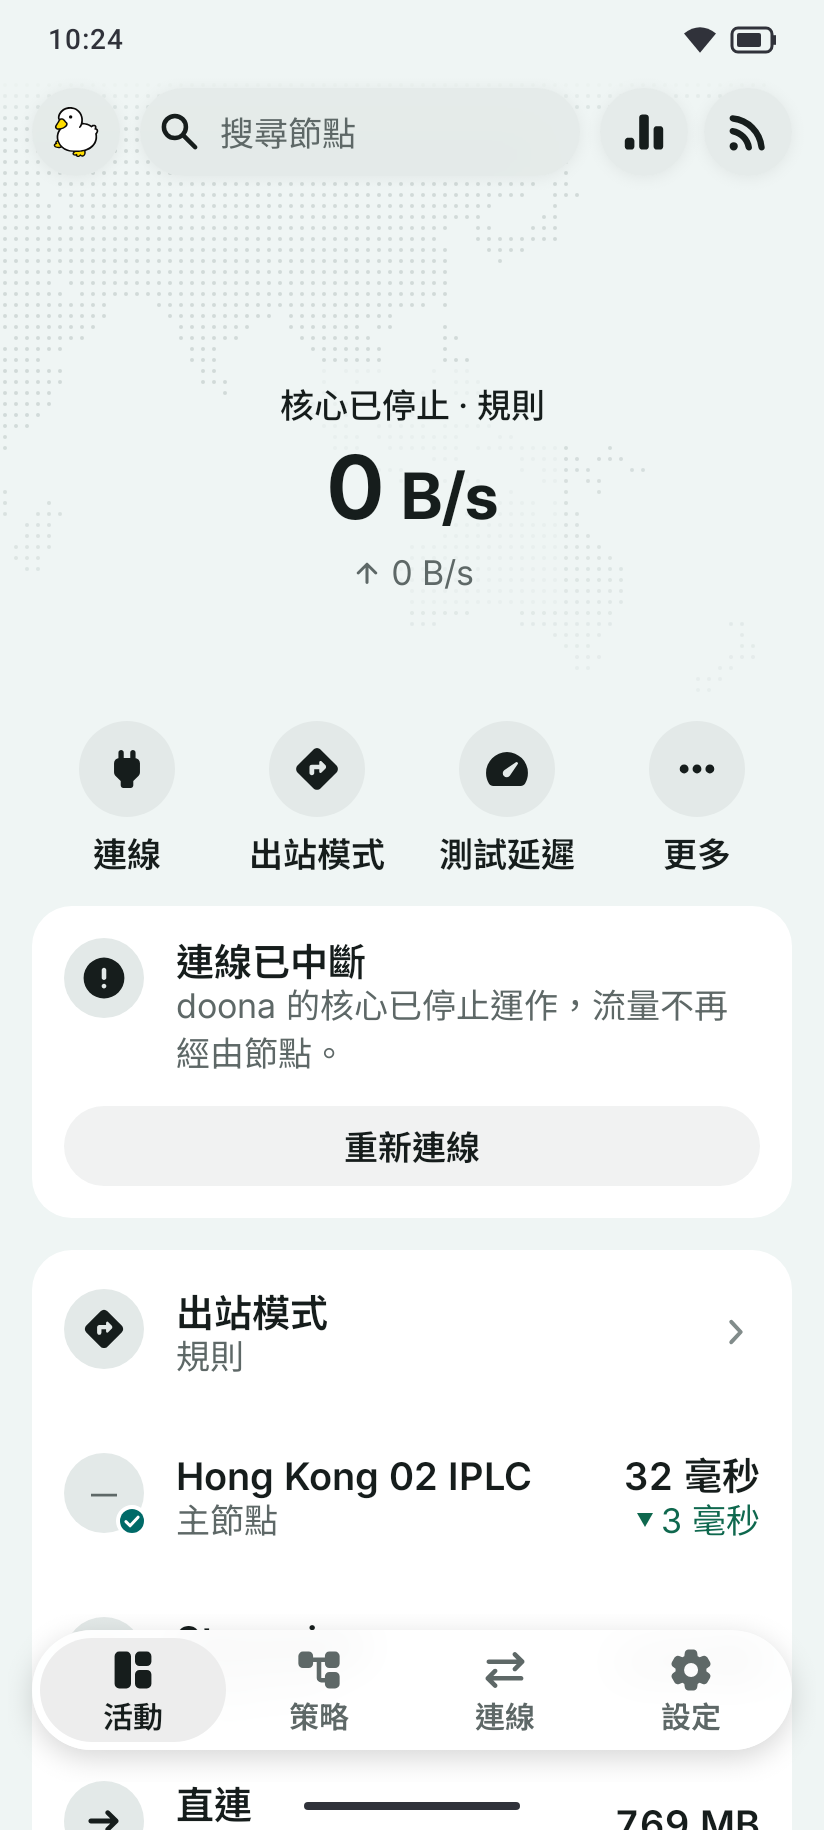 10:24
搜尋節點
核心已停止 · 規則
0 B/s
↑ 0 B/s
連線
出站模式
測試延遲
更多
連線已中斷
doona 的核心已停止運作，流量不再
經由節點。
重新連線
出站模式
規則
Hong Kong 02 IPLC
32 毫秒
主節點
▼3 毫秒
活動
策略
連線
設定
直連
769 MB